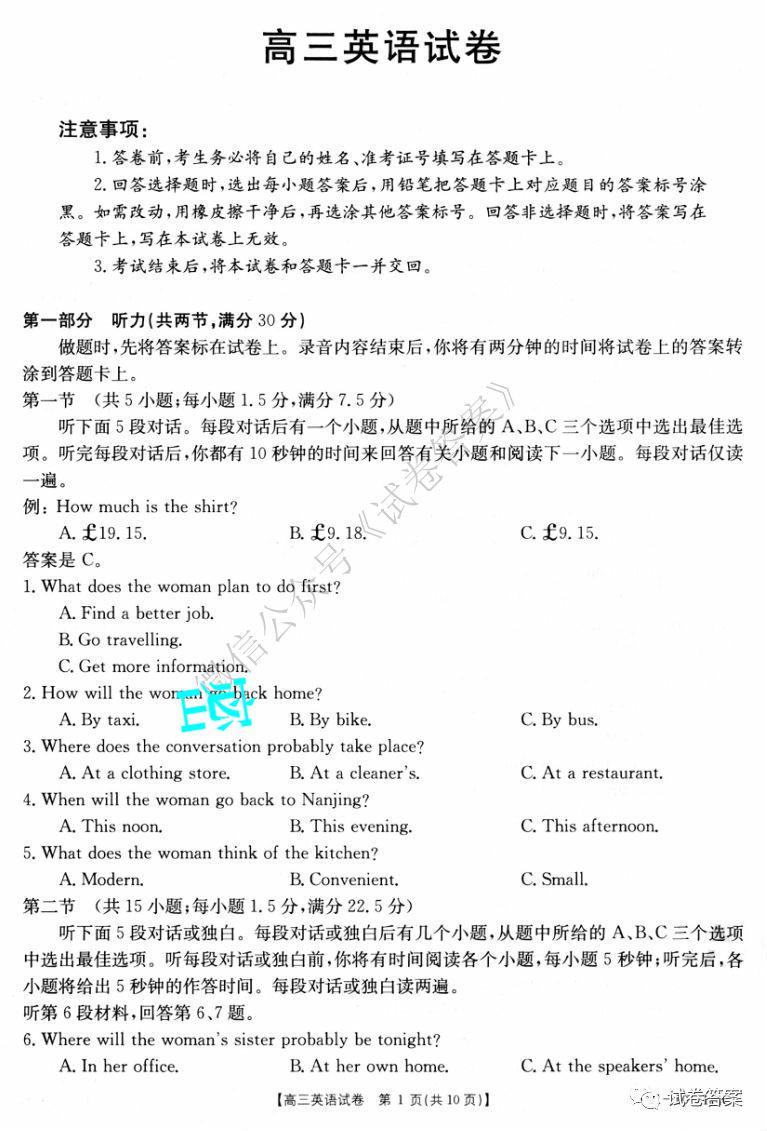 高三英语试卷
注意事项:
1.答卷前,考生务必将自己的姓名、准考证号填写在答题卡上。
2.回答选择题时,选出每小题答案后,用铅笔把答题卡上对应题目的答案标号涂
黑。如需改动,用橡皮擦干净后,再选涂其他答案标号。回答非选择题时,将答案写在
答题卡上,写在本试卷上无效。
3.考试结束后,将本试卷和答题卡一并交回。
第一部分 听力(共两节,满分30分)
做题时,先将答案标在试卷上。录音内容结束后,你将有两分钟的时间将试卷上的答案转
涂到答题卡上。
第一节 (共5小题;每小题1.5分,满分7.5分)
听下面5段对话。每段对话后有一个小题,从题中所给的A、B、C三个选项中选出最佳选
项。听完每段对话后,你都有10秒钟的时间来回答有关小题和阅读下一小题。每段对话仅读
一遍。
例: How much is the shirt?
A. £19.15. B. £9.18. C. £9.15.
答案是C。
1. What does the woman plan to do first?
A. Find a better job.
B. Go travelling.
C. Get more information.
2. How will the woman go back home?
A. By taxi. B. By bike. C. By bus.
3. Where does the conversation probably take place?
A. At a clothing store. B. At a cleaner's. C. At a restaurant.
4. When will the woman go back to Nanjing?
A. This noon. B. This evening. C. This afternoon.
5. What does the woman think of the kitchen?
A. Modern. B. Convenient. C. Small.
第二节 (共15小题;每小题1.5分,满分22.5分)
听下面5段对话或独白。每段对话或独白后有几个小题,从题中所给的A、B、C三个选项
中选出最佳选项。听每段对话或独白前,你将有时间阅读各个小题,每小题5秒钟;听完后,各
小题将给出5秒钟的作答时间。每段对话或独白读两遍。
听第6段材料,回答第6、7题。
6. Where will the woman's sister probably be tonight?
A. In her office. B. At her own home. C. At the speakers' home.
【高三英语试卷 第1页(共10页)】
微信公众号《试卷答案》
试卷答案